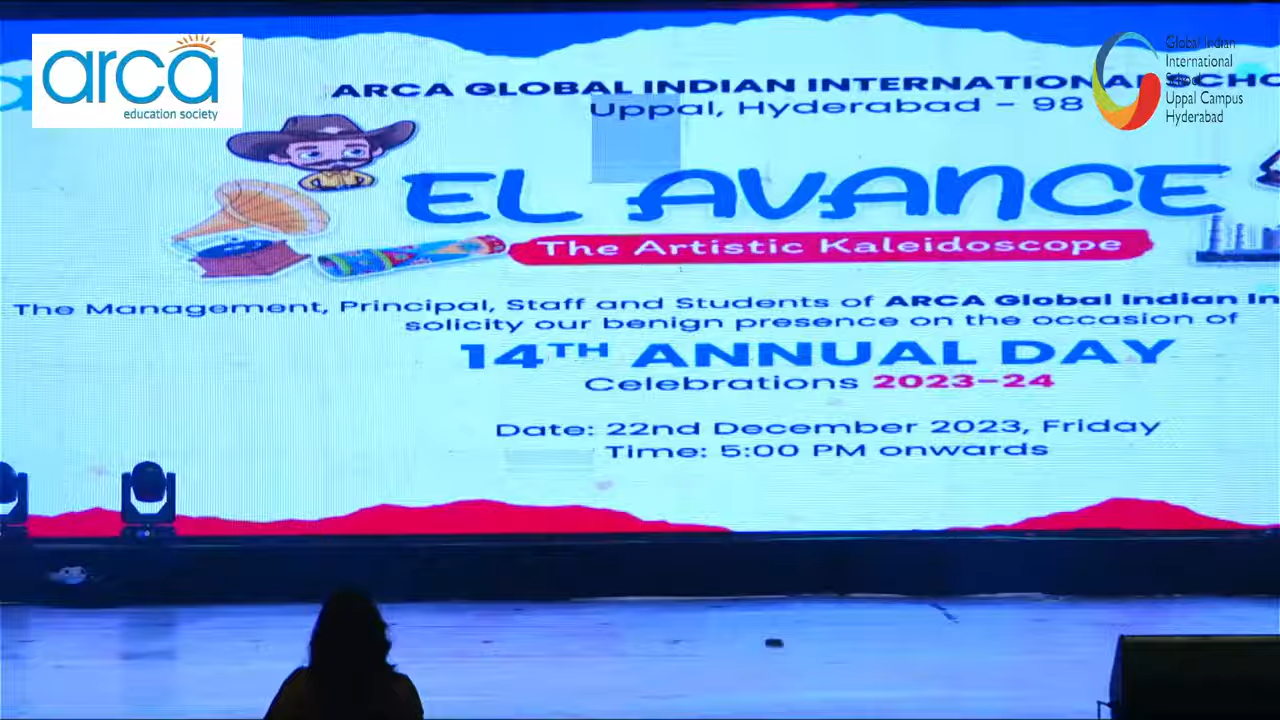 arca
education society
Global Indian
International
School
Uppal Campus
Hyderabad
ARCA GLOBAL INDIAN INTERNATIONAL
Uppal, Hyderabad - 98
EL AVANCE
The Artistic Kaleidoscope
The Management, Principal, Staff and Students of ARCA Global Indian In
solicity our benign presence on the occasion of
14TH ANNUAL DAY
Celebrations 2023-24
Date: 22nd December 2023, Friday
Time: 5:00 PM onwards